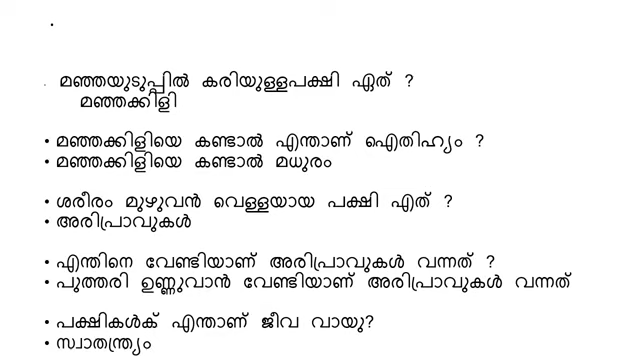 മഞ്ഞയുടുപ്പിൽ കരിയുള്ളപക്ഷി ഏത് ?
മഞ്ഞക്കിളി
• മഞ്ഞക്കിളിയെ കണ്ടാൽ എന്താണ് ഐതിഹ്യം ?
• മഞ്ഞക്കിളിയെ കണ്ടാൽ മധുരം
• ശരീരം മുഴുവൻ വെള്ളയായ പക്ഷി എത് ?
• അരിപ്രാവുകൾ
• എന്തിനെ വേണ്ടിയാണ് അരിപ്രാവുകൾ വന്നത് ?
• പുത്തരി ഉണ്ണുവാൻ വേണ്ടിയാണ് അരിപ്രാവുകൾ വന്നത്
• പക്ഷികൾക് എന്താണ് ജീവ വായു?
• സ്വാതന്ത്ര്യം